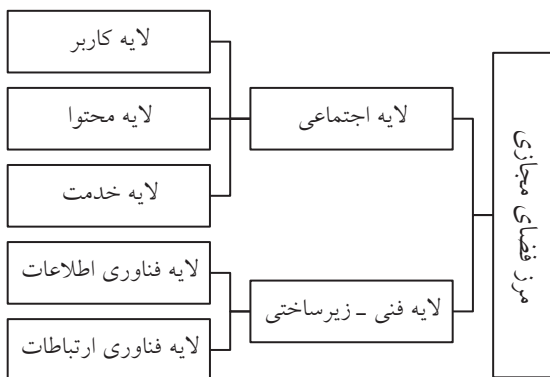 مرز فضای مجازی
لایه اجتماعی
لایه کاربر
لایه محتوا
لایه خدمت
لایه فنی ـ زیرساختی
لایه فناوری اطلاعات
لایه فناوری ارتباطات